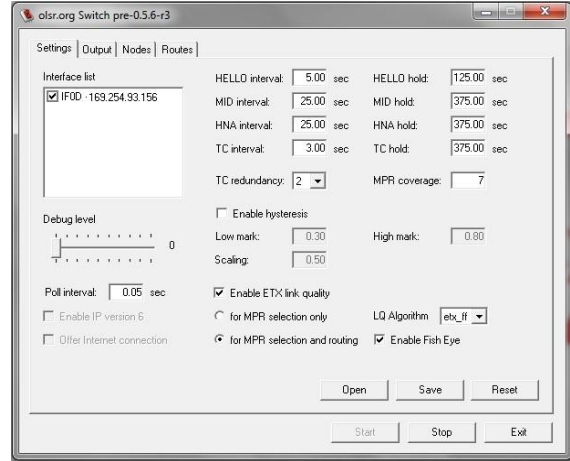 olsr.org Switch pre-0.5.6-r3
Settings Output Nodes Routes
Interface list
IF0D - 169.254.93.156
HELLO interval: 5.00 sec HELLO hold: 125.00 sec
MID interval: 25.00 sec MID hold: 375.00 sec
HNA interval: 25.00 sec HNA hold: 375.00 sec
TC interval: 3.00 sec TC hold: 375.00 sec
TC redundancy: 2 MPR coverage: 7
Debug level
0
Enable hysteresis
Low mark: 0.30 High mark: 0.80
Scaling: 0.50
Poll interval: 0.05 sec
Enable IP version 6
Offer Internet connection
Enable ETX link quality
for MPR selection only LQ Algorithm etx_ff
for MPR selection and routing Enable Fish Eye
Open Save Reset
Start Stop Exit